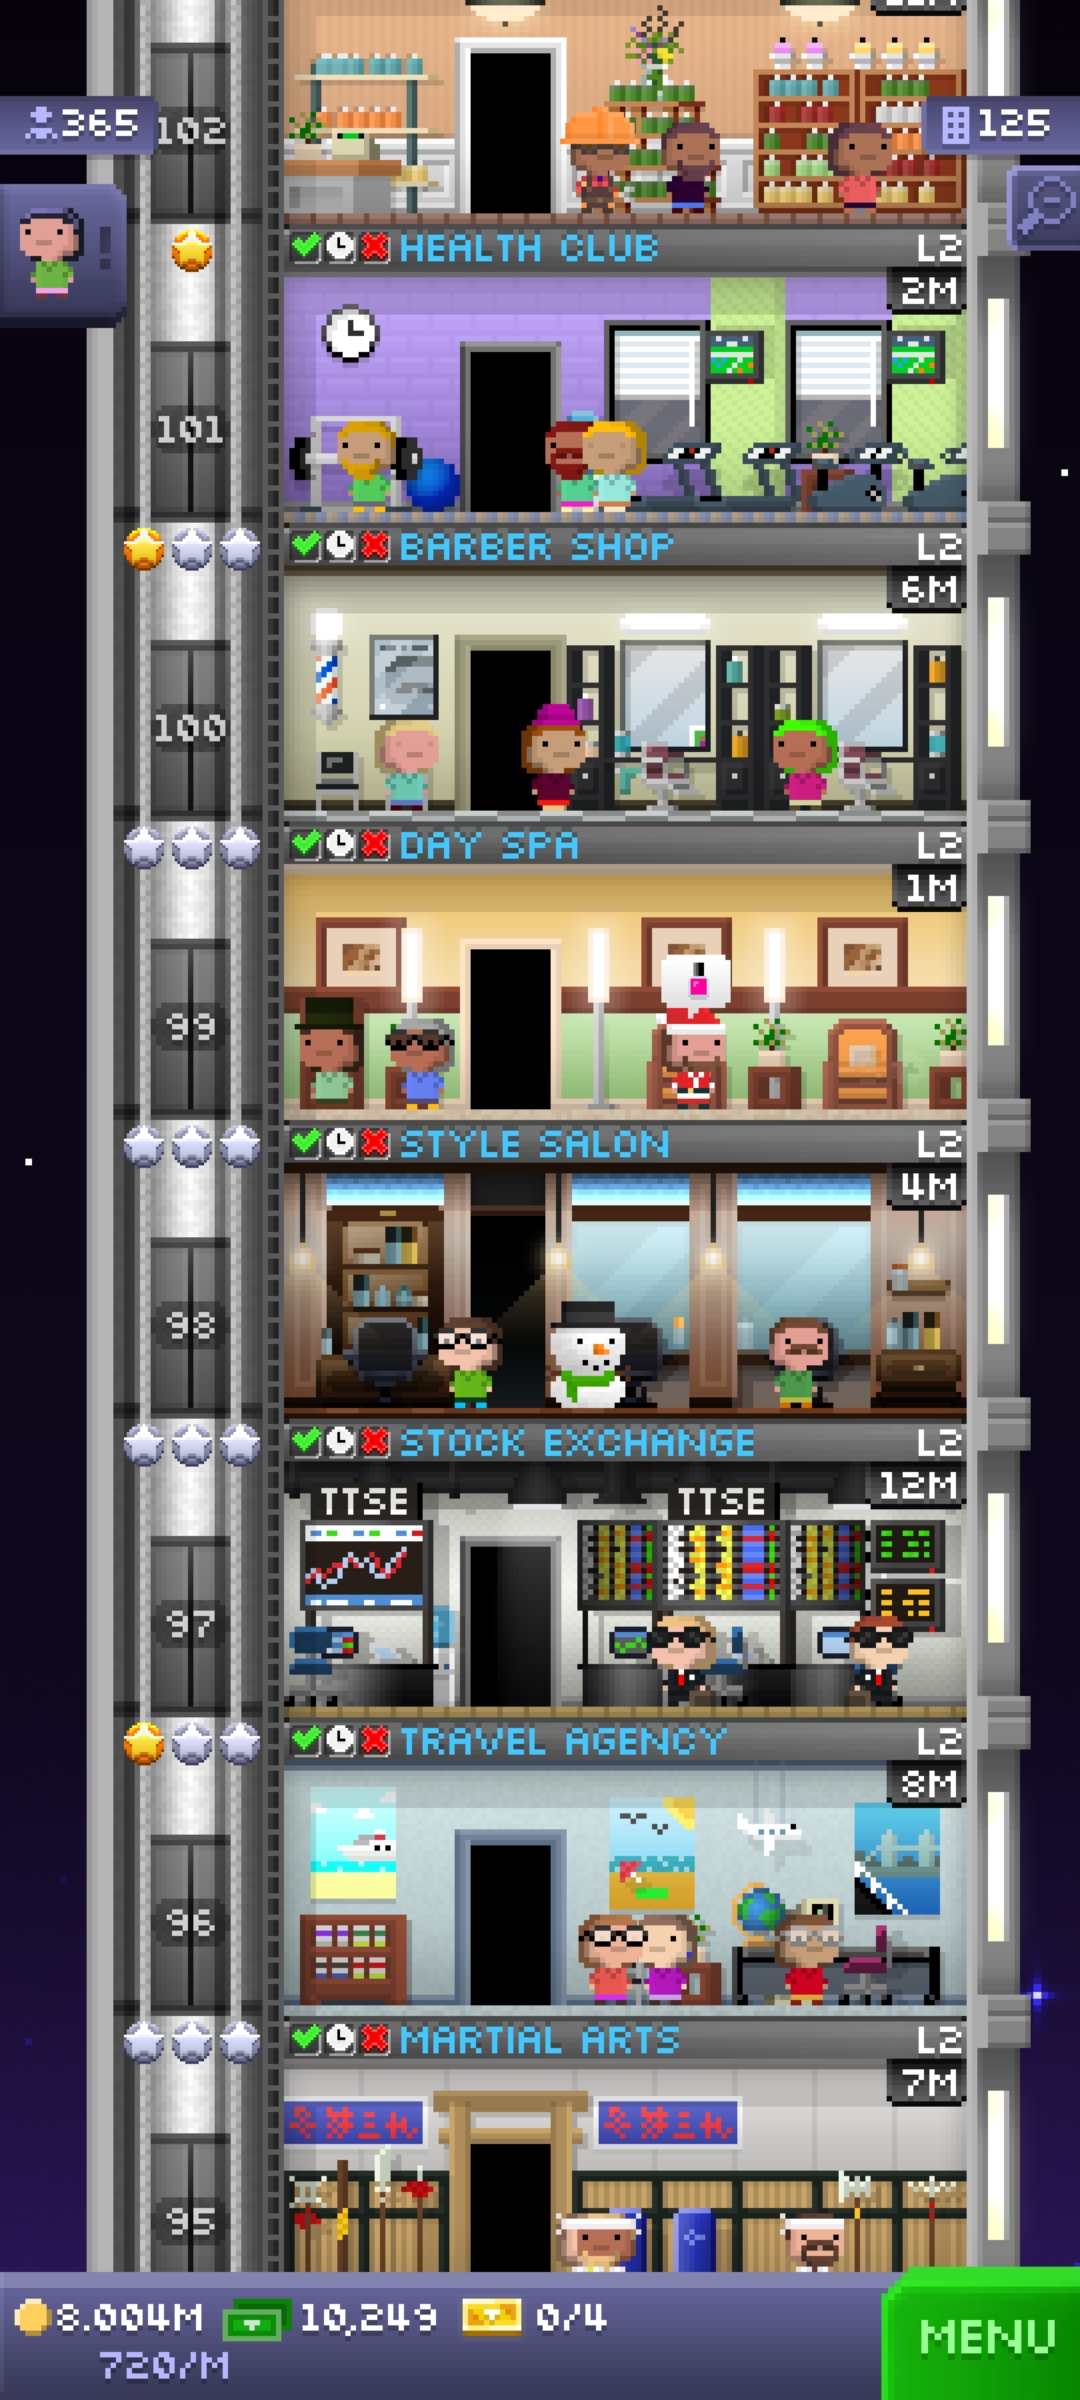 365
102
125
HEALTH CLUB L2
2M
101
BARBER SHOP L2
6M
100
DAY SPA L2
1M
99
STYLE SALON L2
4M
98
STOCK EXCHANGE L2
12M
TTSE TTSE
97
TRAVEL AGENCY L2
8M
96
MARTIAL ARTS L2
7M
95
8.004M 10,249 0/4
720/M
MENU